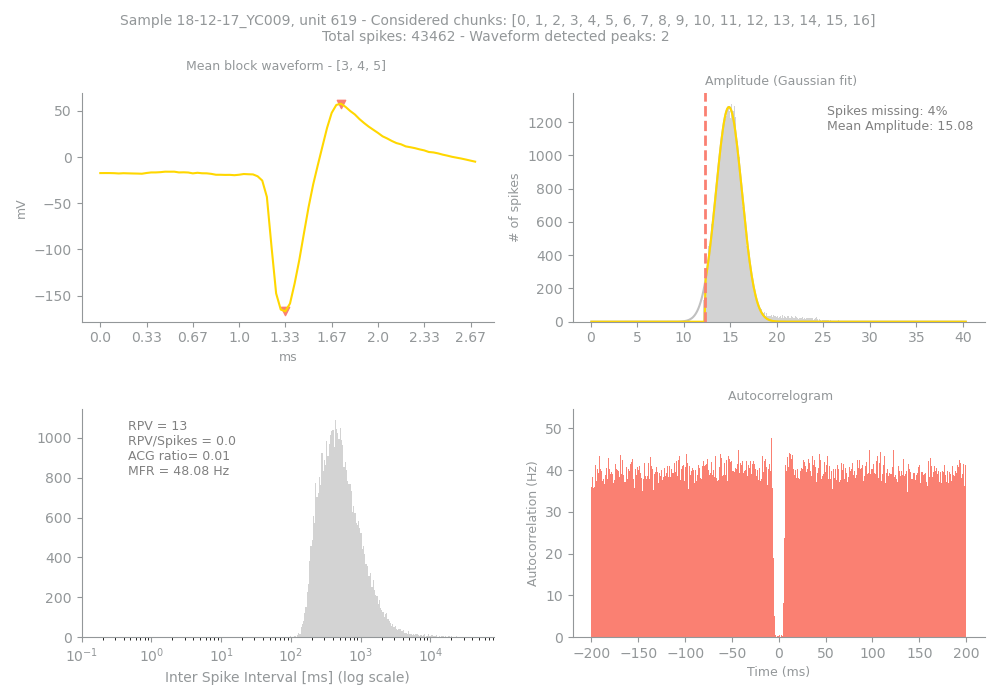 Sample 18-12-17_YC009, unit 619 - Considered chunks: [0, 1, 2, 3, 4, 5, 6, 7, 8, 9, 10, 11, 12, 13, 14, 15, 16]
Total spikes: 43462 - Waveform detected peaks: 2
Mean block waveform - [3, 4, 5]
50
0
−50
−100
−150
mV
0.0 0.33 0.67 1.0 1.33 1.67 2.0 2.33 2.67
ms
Amplitude (Gaussian fit)
Spikes missing: 4%
Mean Amplitude: 15.08
1200
1000
800
600
400
200
0
# of spikes
0 5 10 15 20 25 30 35 40
RPV = 13
RPV/Spikes = 0.0
ACG ratio= 0.01
MFR = 48.08 Hz
1000
800
600
400
200
0
10⁻¹ 10⁰ 10¹ 10² 10³ 10⁴
Inter Spike Interval [ms] (log scale)
Autocorrelogram
50
40
30
20
10
0
Autocorrelation (Hz)
−200 −150 −100 −50 0 50 100 150 200
Time (ms)